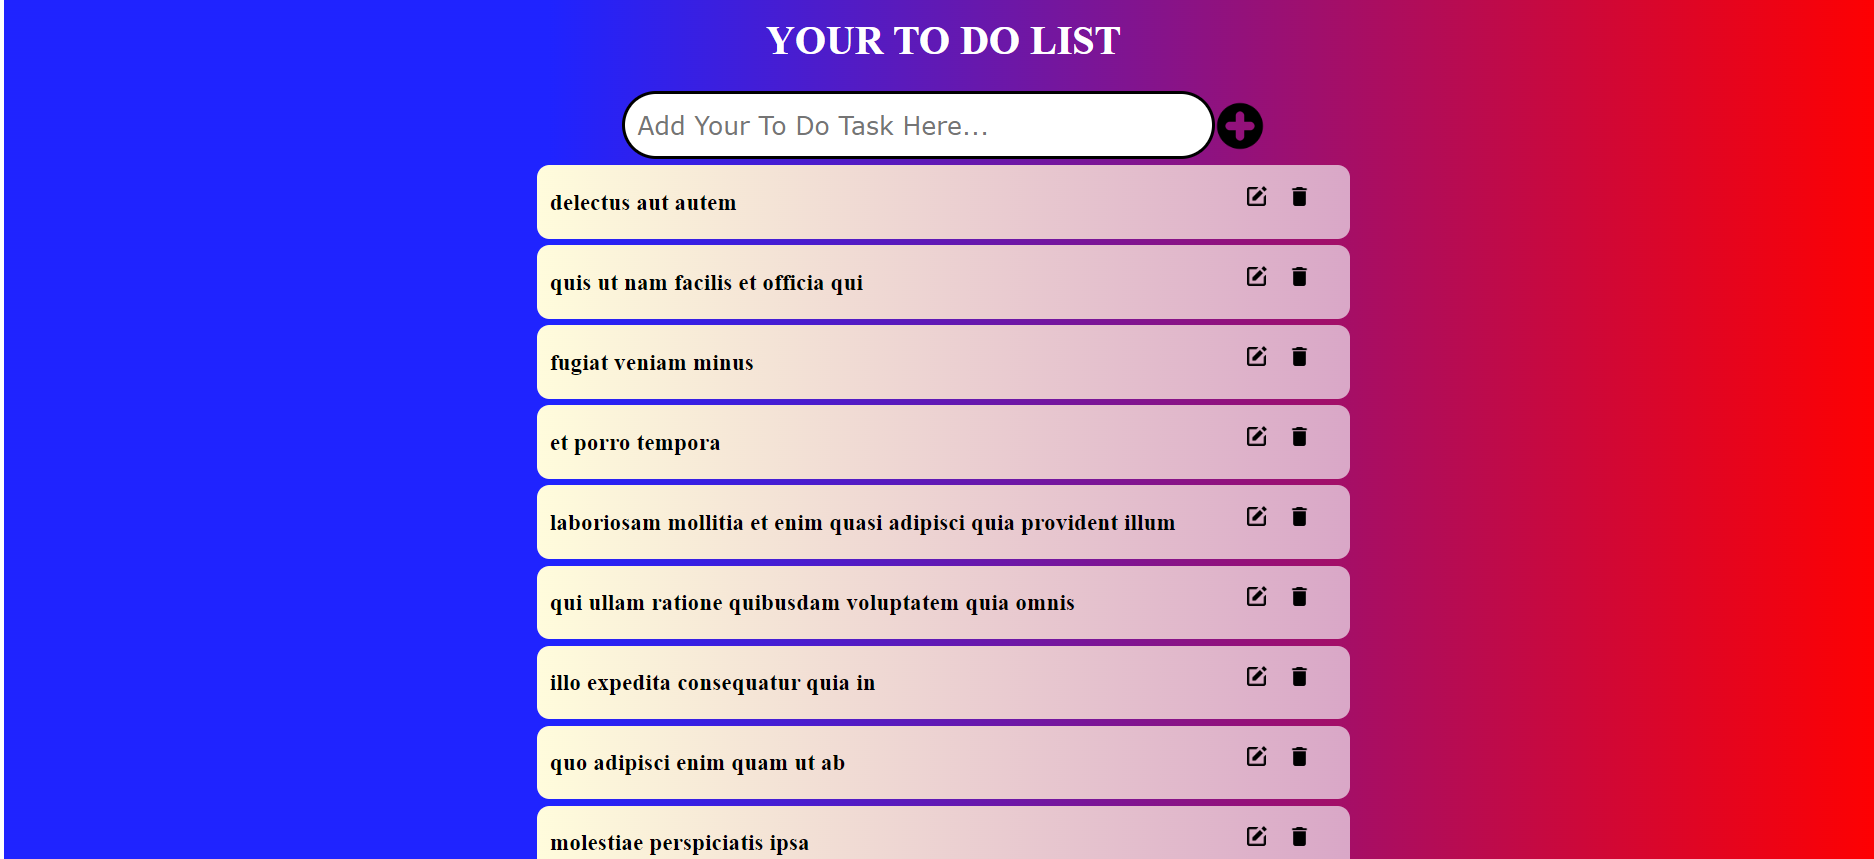 YOUR TO DO LIST
Add Your To Do Task Here...
delectus aut autem
quis ut nam facilis et officia qui
fugiat veniam minus
et porro tempora
laboriosam mollitia et enim quasi adipisci quia provident illum
qui ullam ratione quibusdam voluptatem quia omnis
illo expedita consequatur quia in
quo adipisci enim quam ut ab
molestiae perspiciatis ipsa